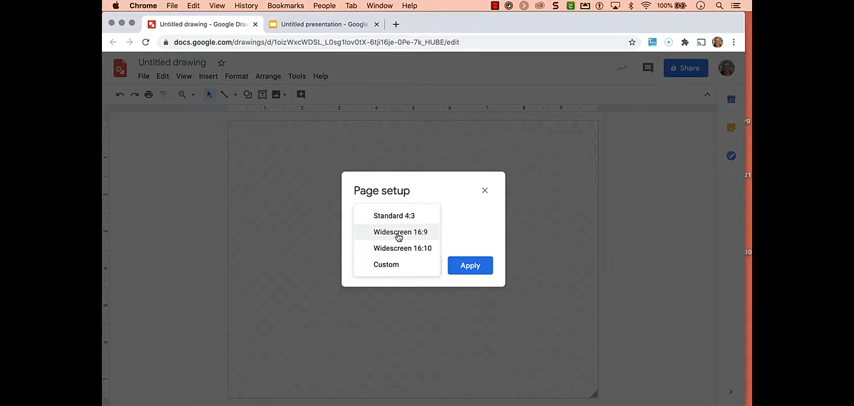 Chrome File Edit View History Bookmarks People Tab Window Help 100%
Untitled drawing - Google Dra Untitled presentation - Google
docs.google.com/drawings/d/1oizWxcWDSL_L0sg1Iov0tX-6tji16je-0Pe-7k_HUBE/edit
Untitled drawing
File Edit View Insert Format Arrange Tools Help
Share
Page setup
Standard 4:3
Widescreen 16:9
Widescreen 16:10
Custom
Apply